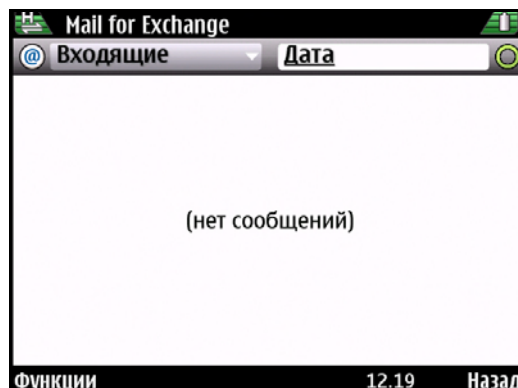 Mail for Exchange
Входящие Дата
(нет сообщений)
Функции 12.19 Назад